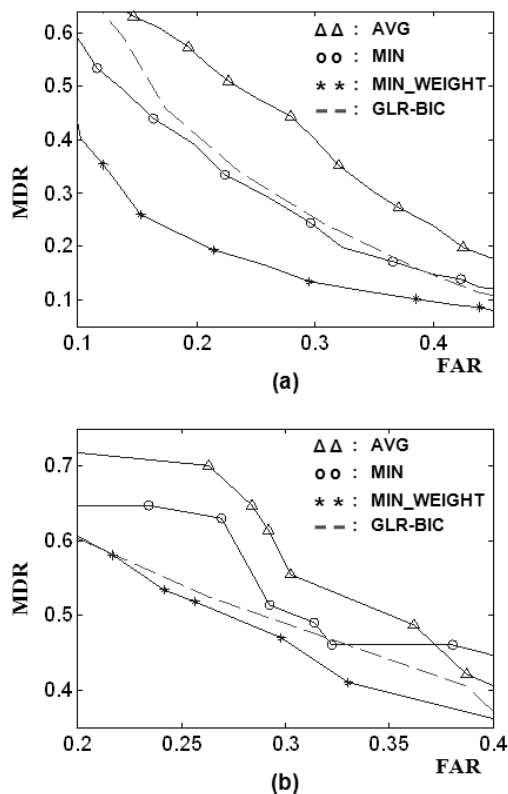 0.6
0.5
0.4
0.3
0.2
0.1
MDR
△ △ : AVG
o o : MIN
* * : MIN_WEIGHT
– – : GLR-BIC
0.1 0.2 0.3 0.4
FAR
(a)
0.7
0.6
0.5
0.4
MDR
△ △ : AVG
o o : MIN
* * : MIN_WEIGHT
– – : GLR-BIC
0.2 0.25 0.3 0.35 0.4
FAR
(b)